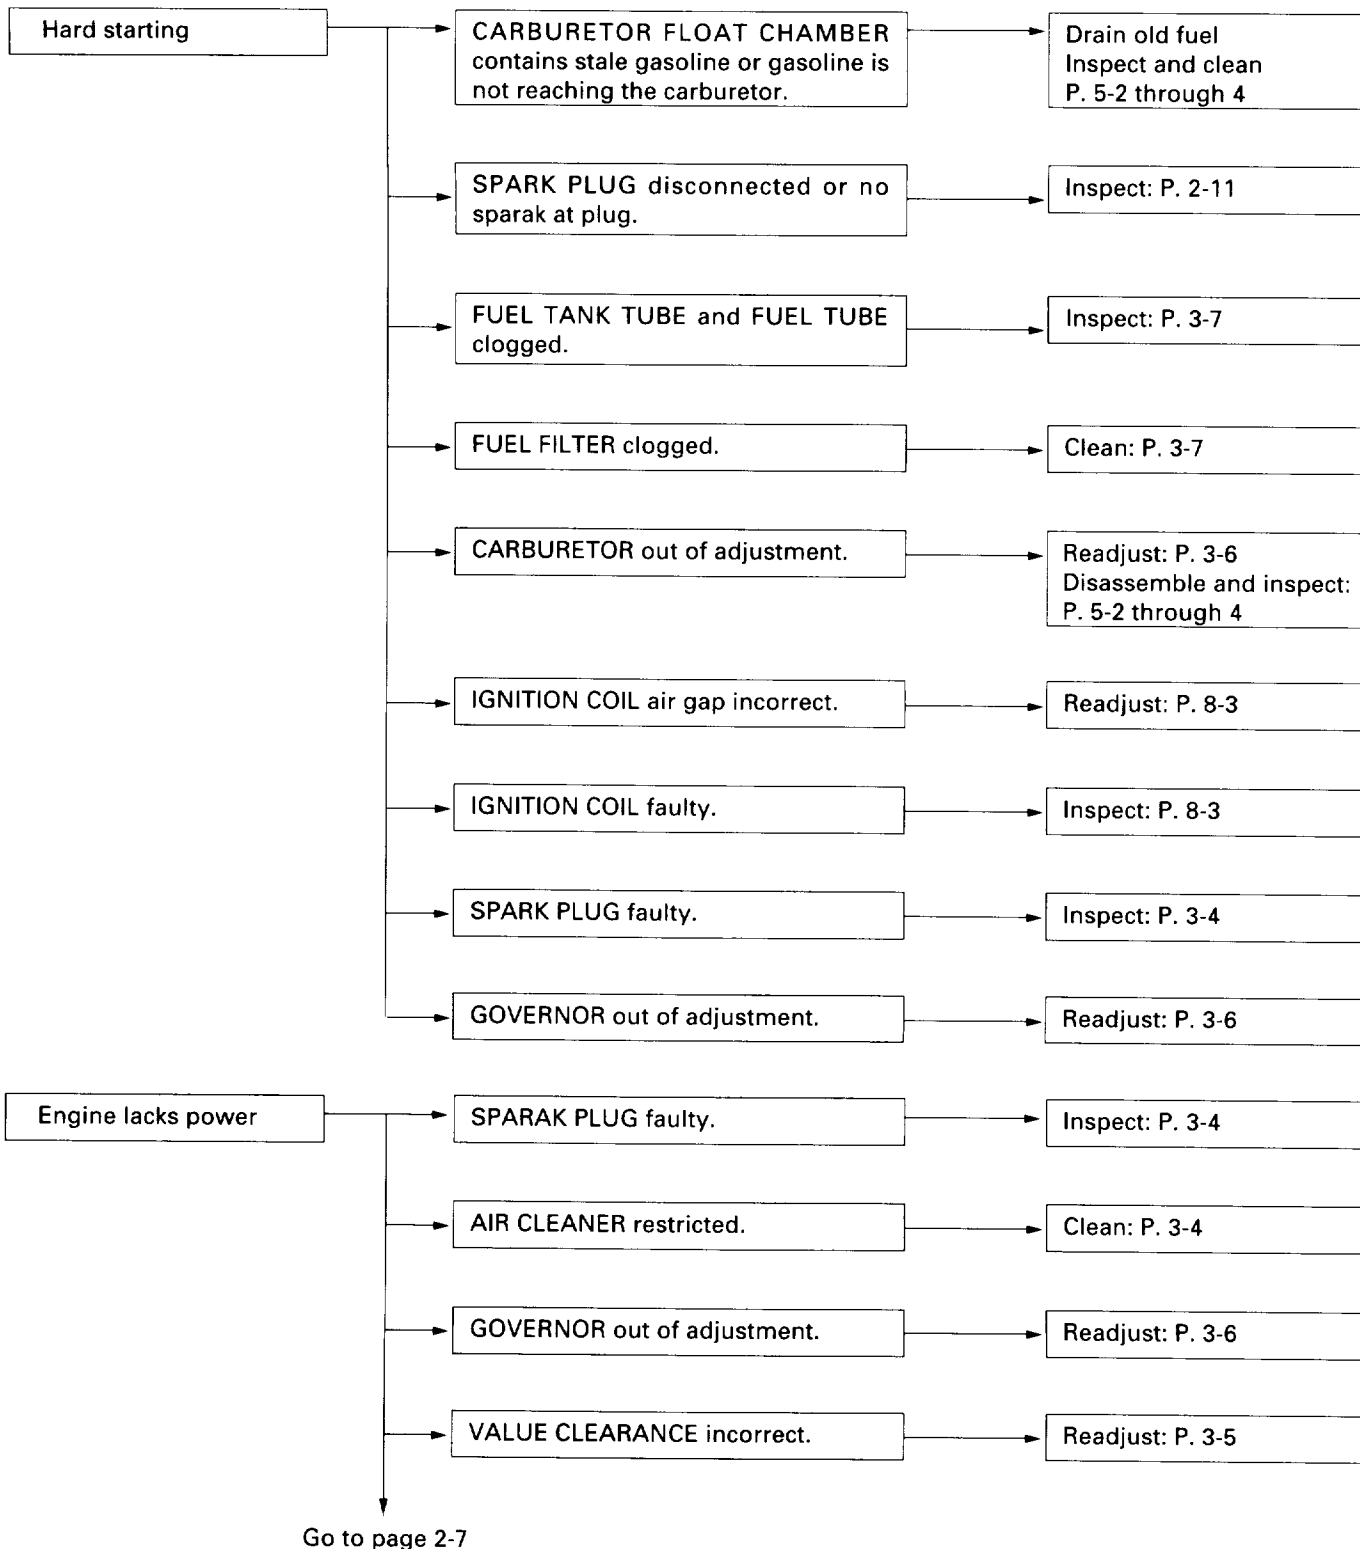 Hard starting
CARBURETOR FLOAT CHAMBER
contains stale gasoline or gasoline is
not reaching the carburetor.
Drain old fuel
Inspect and clean
P. 5-2 through 4
SPARK PLUG disconnected or no
sparak at plug.
Inspect: P. 2-11
FUEL TANK TUBE and FUEL TUBE
clogged.
Inspect: P. 3-7
FUEL FILTER clogged.
Clean: P. 3-7
CARBURETOR out of adjustment.
Readjust: P. 3-6
Disassemble and inspect:
P. 5-2 through 4
IGNITION COIL air gap incorrect.
Readjust: P. 8-3
IGNITION COIL faulty.
Inspect: P. 8-3
SPARK PLUG faulty.
Inspect: P. 3-4
GOVERNOR out of adjustment.
Readjust: P. 3-6
Engine lacks power
SPARAK PLUG faulty.
Inspect: P. 3-4
AIR CLEANER restricted.
Clean: P. 3-4
GOVERNOR out of adjustment.
Readjust: P. 3-6
VALUE CLEARANCE incorrect.
Readjust: P. 3-5
Go to page 2-7